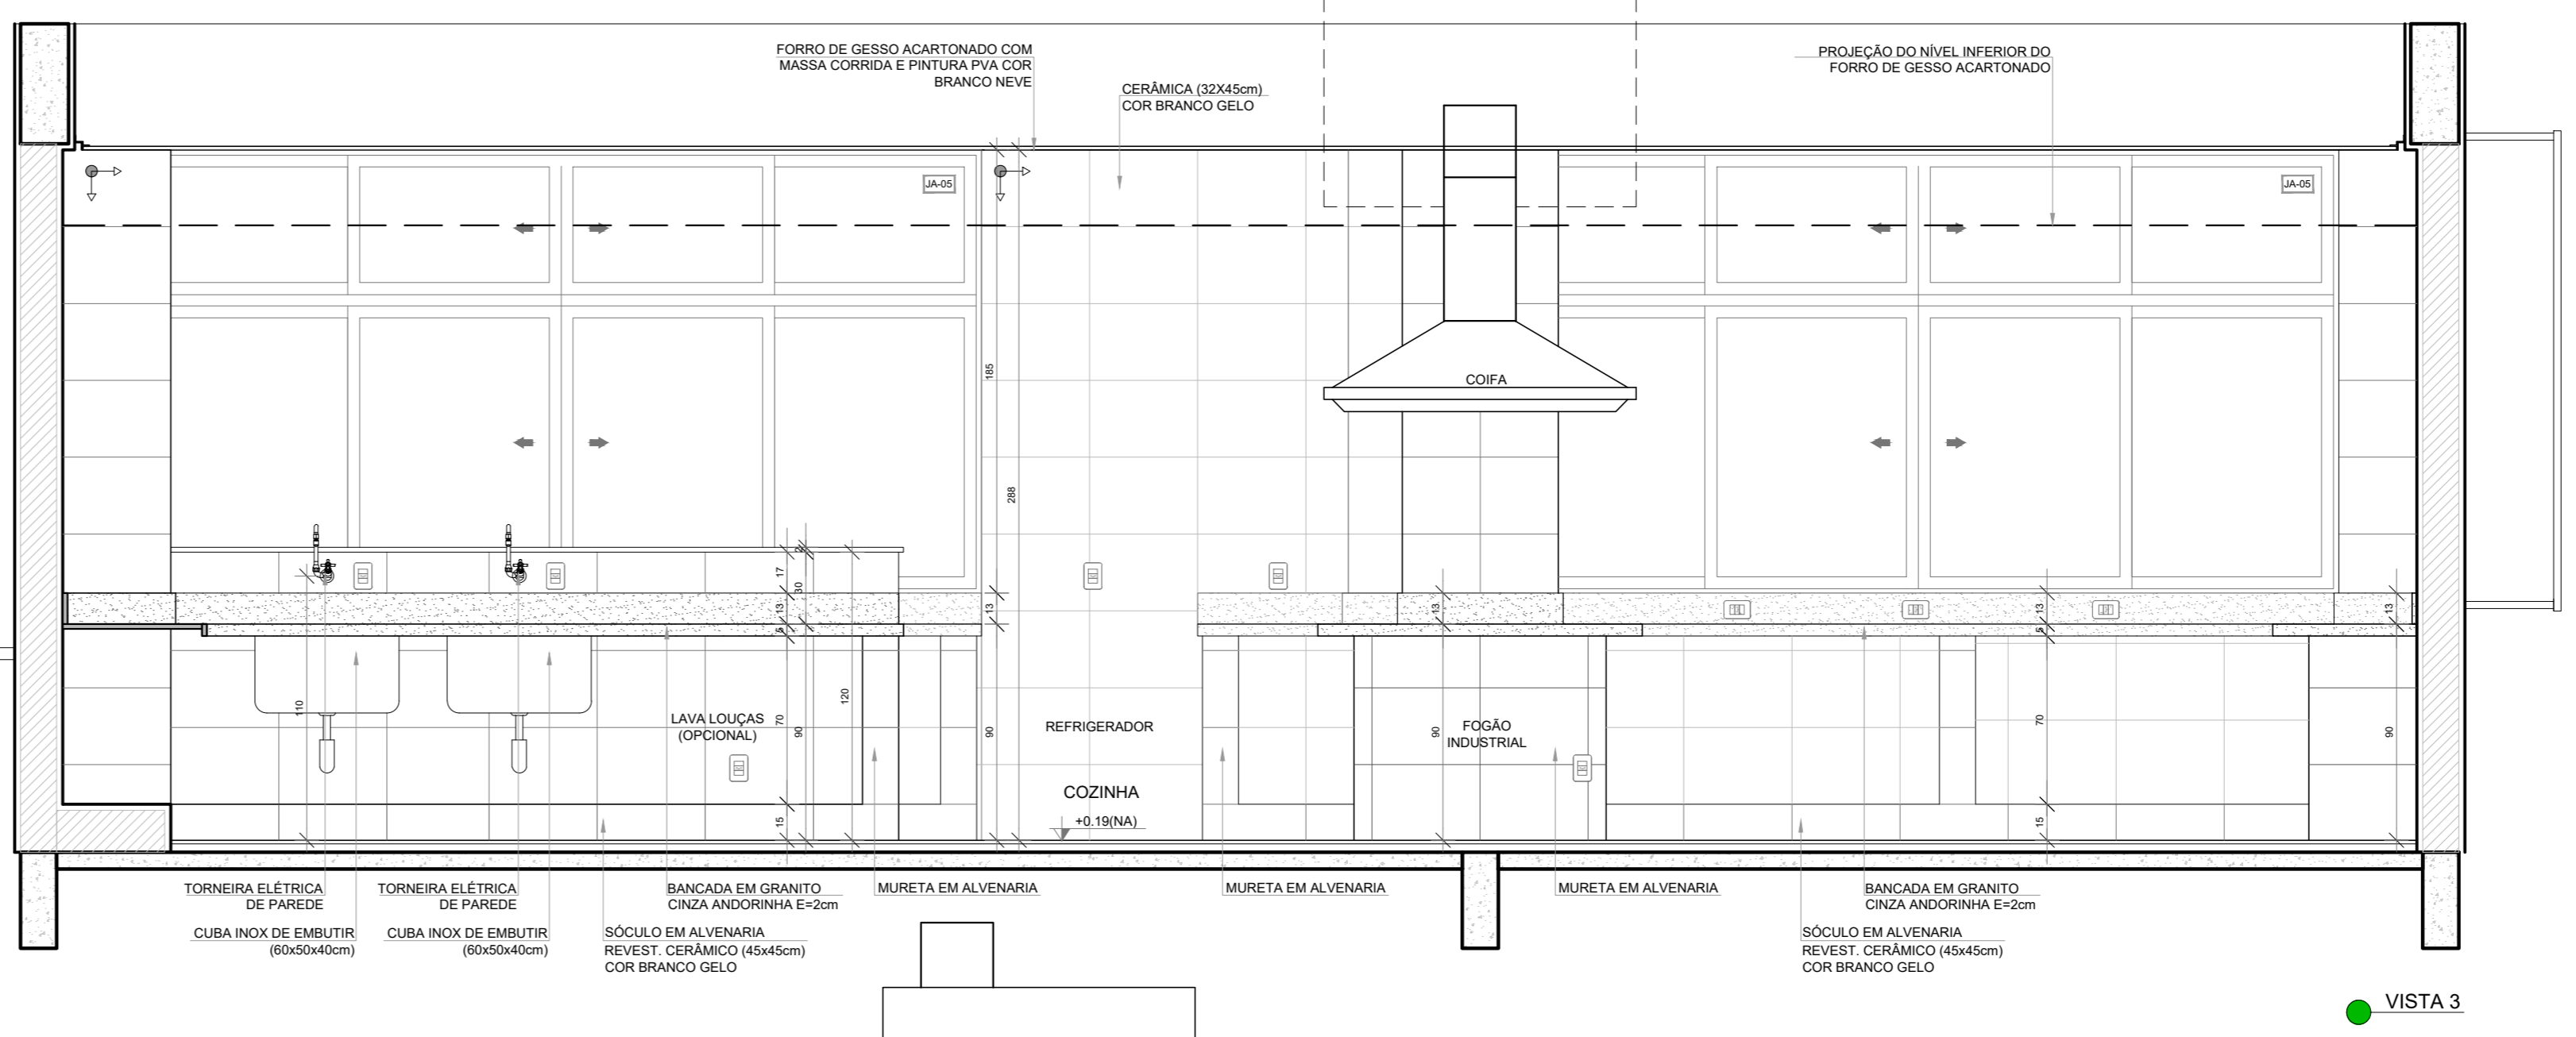 FORRO DE GESSO ACARTONADO COM
MASSA CORRIDA E PINTURA PVA COR
BRANCO NEVE
CERÂMICA (32X45cm)
COR BRANCO GELO
PROJEÇÃO DO NÍVEL INFERIOR DO
FORRO DE GESSO ACARTONADO
JA-05
JA-05
COIFA
185
288
2
17
30
13
5
13
13
13
5
13
110
LAVA LOUÇAS
(OPCIONAL)
70
90
120
90
REFRIGERADOR
90
FOGÃO
INDUSTRIAL
70
90
COZINHA
+0.19(NA)
15
15
TORNEIRA ELÉTRICA
DE PAREDE
TORNEIRA ELÉTRICA
DE PAREDE
BANCADA EM GRANITO
CINZA ANDORINHA E=2cm
MURETA EM ALVENARIA
MURETA EM ALVENARIA
MURETA EM ALVENARIA
BANCADA EM GRANITO
CINZA ANDORINHA E=2cm
CUBA INOX DE EMBUTIR
(60x50x40cm)
CUBA INOX DE EMBUTIR
(60x50x40cm)
SÓCULO EM ALVENARIA
REVEST. CERÂMICO (45x45cm)
COR BRANCO GELO
SÓCULO EM ALVENARIA
REVEST. CERÂMICO (45x45cm)
COR BRANCO GELO
VISTA 3